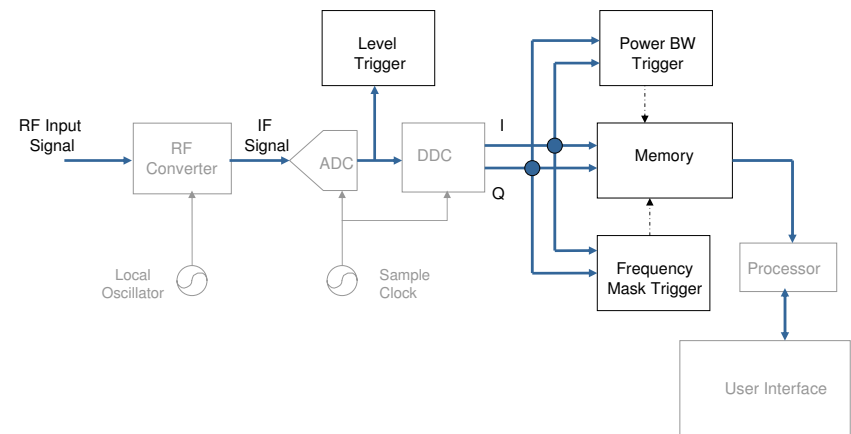 Level
Trigger
Power BW
Trigger
RF Input
Signal
RF
Converter
IF
Signal
ADC
DDC
I
Q
Memory
Local
Oscillator
Sample
Clock
Frequency
Mask Trigger
Processor
User Interface